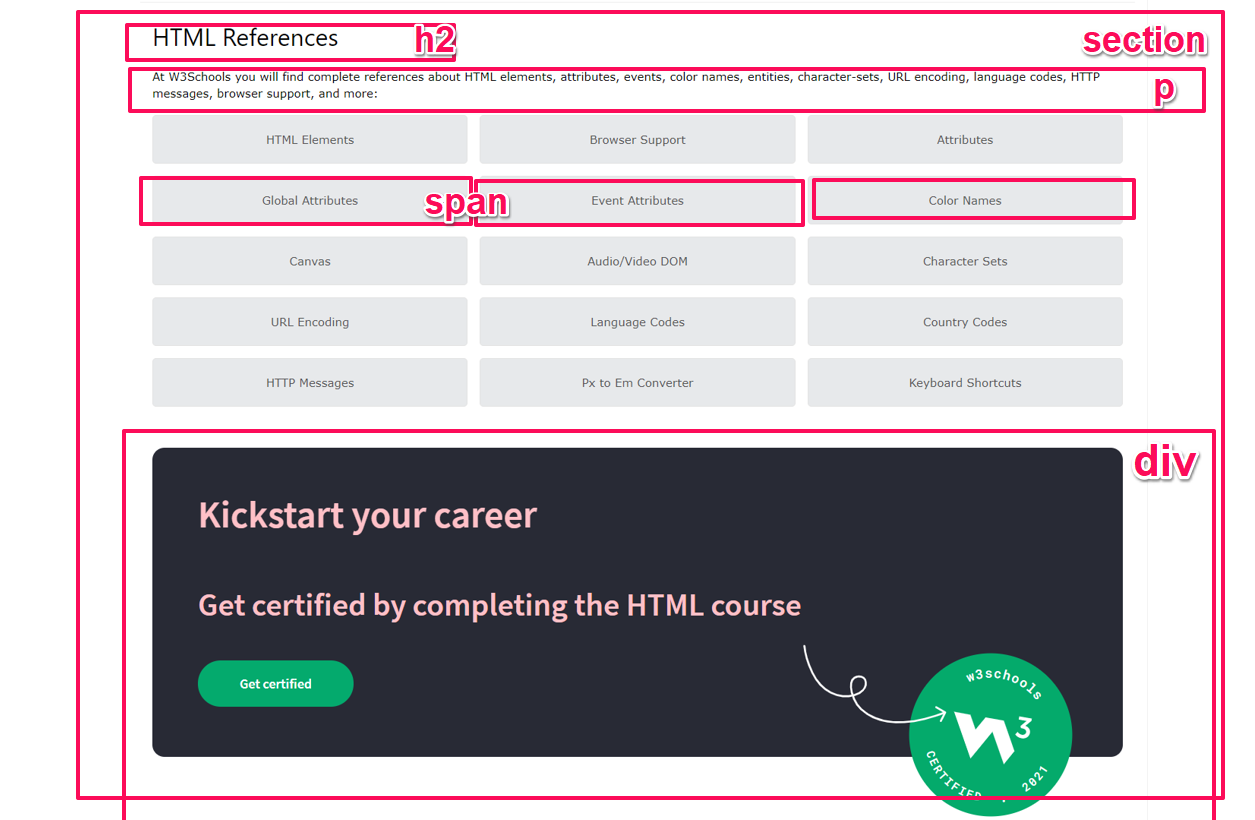 HTML References h2
section
At W3Schools you will find complete references about HTML elements, attributes, events, color names, entities, character-sets, URL encoding, language codes, HTTP
messages, browser support, and more:
p
HTML Elements Browser Support Attributes
Global Attributes span Event Attributes Color Names
Canvas Audio/Video DOM Character Sets
URL Encoding Language Codes Country Codes
HTTP Messages Px to Em Converter Keyboard Shortcuts
div
Kickstart your career
Get certified by completing the HTML course
Get certified
w3schools
W3
CERTIFIED . 2021